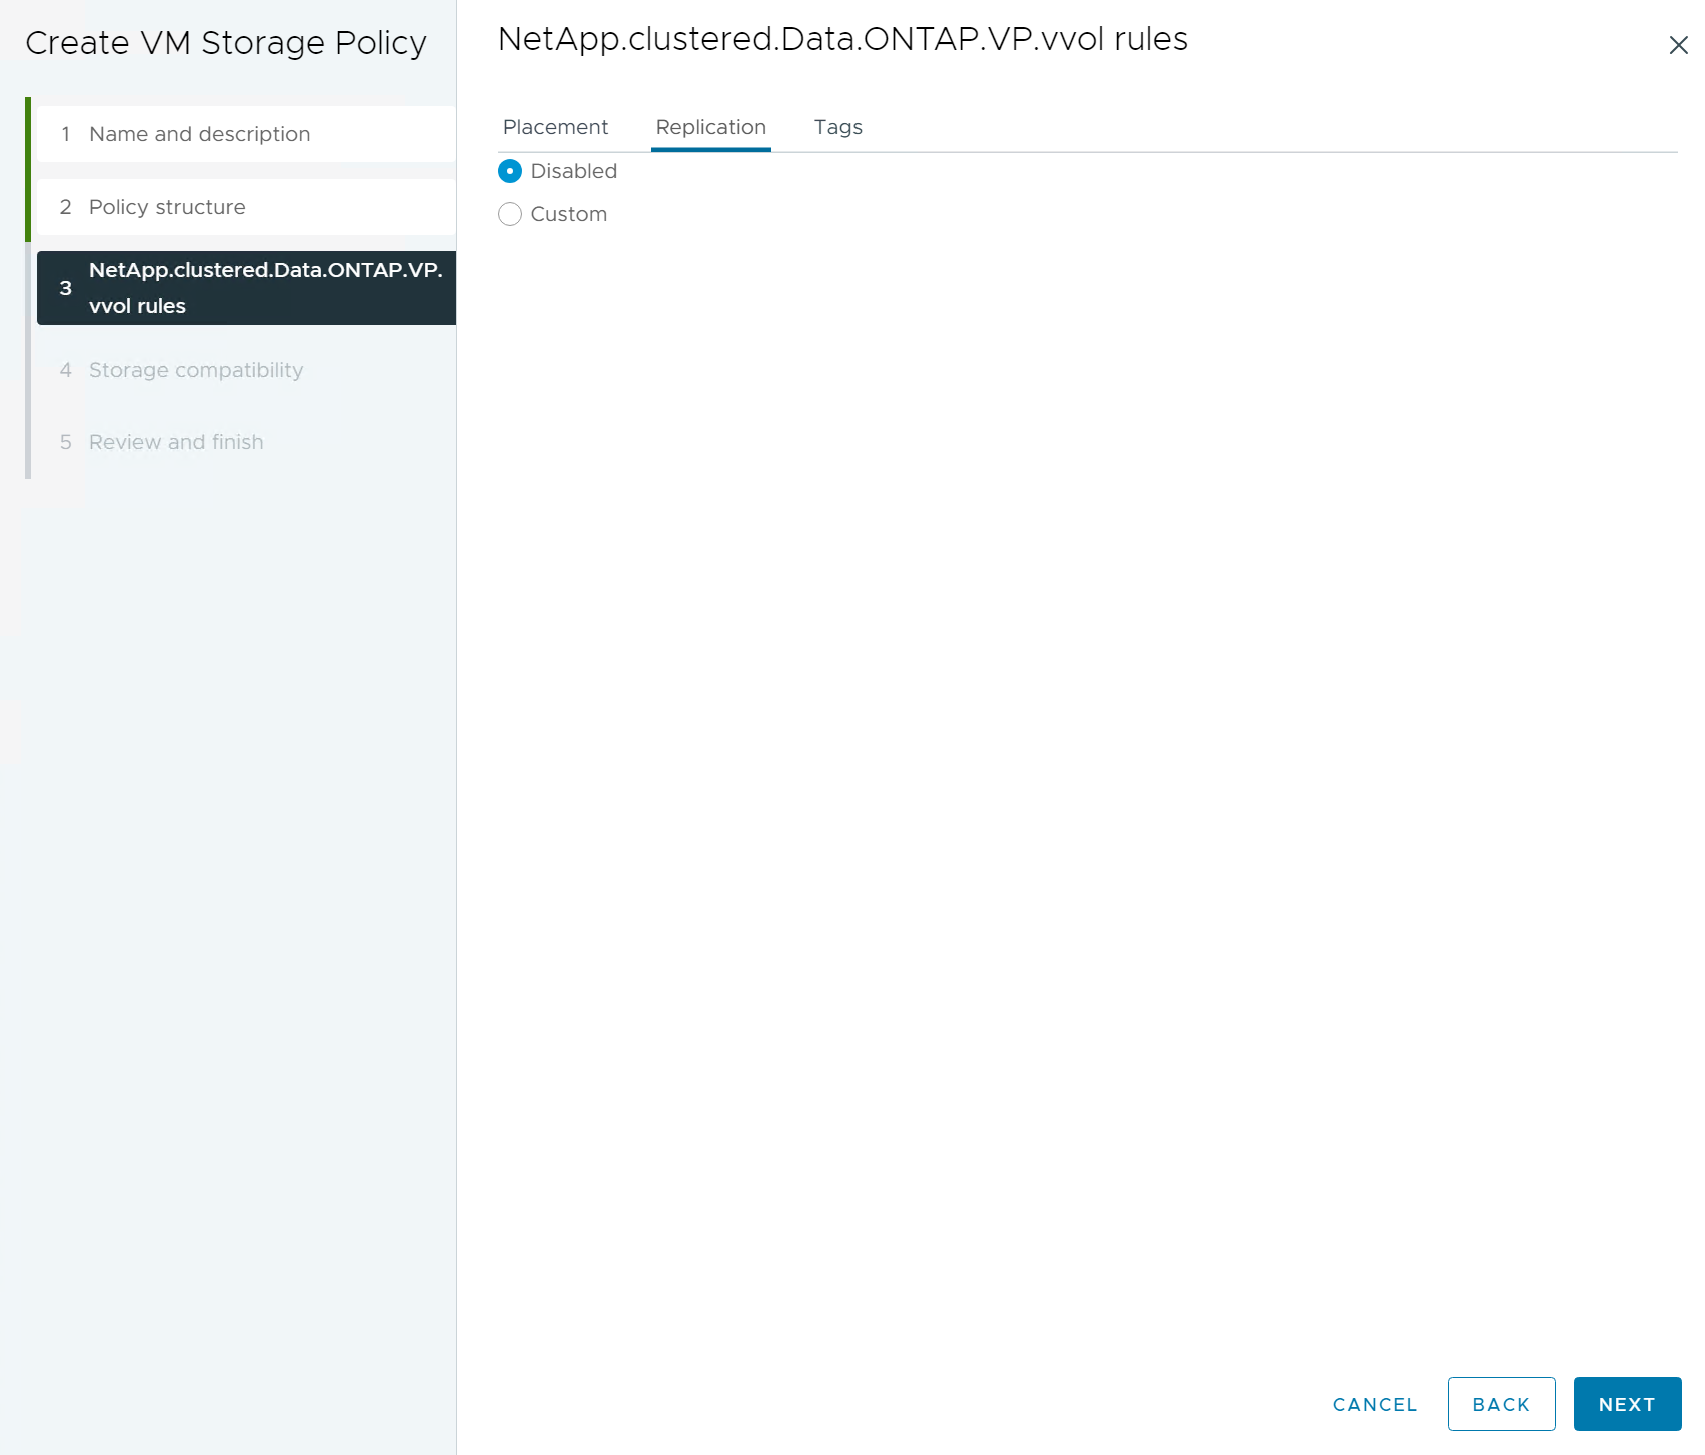 Create VM Storage Policy
1 Name and description
2 Policy structure
3 NetApp.clustered.Data.ONTAP.VP.
vvol rules
4 Storage compatibility
5 Review and finish
NetApp.clustered.Data.ONTAP.VP.vvol rules
Placement Replication Tags
Disabled
Custom
CANCEL BACK NEXT